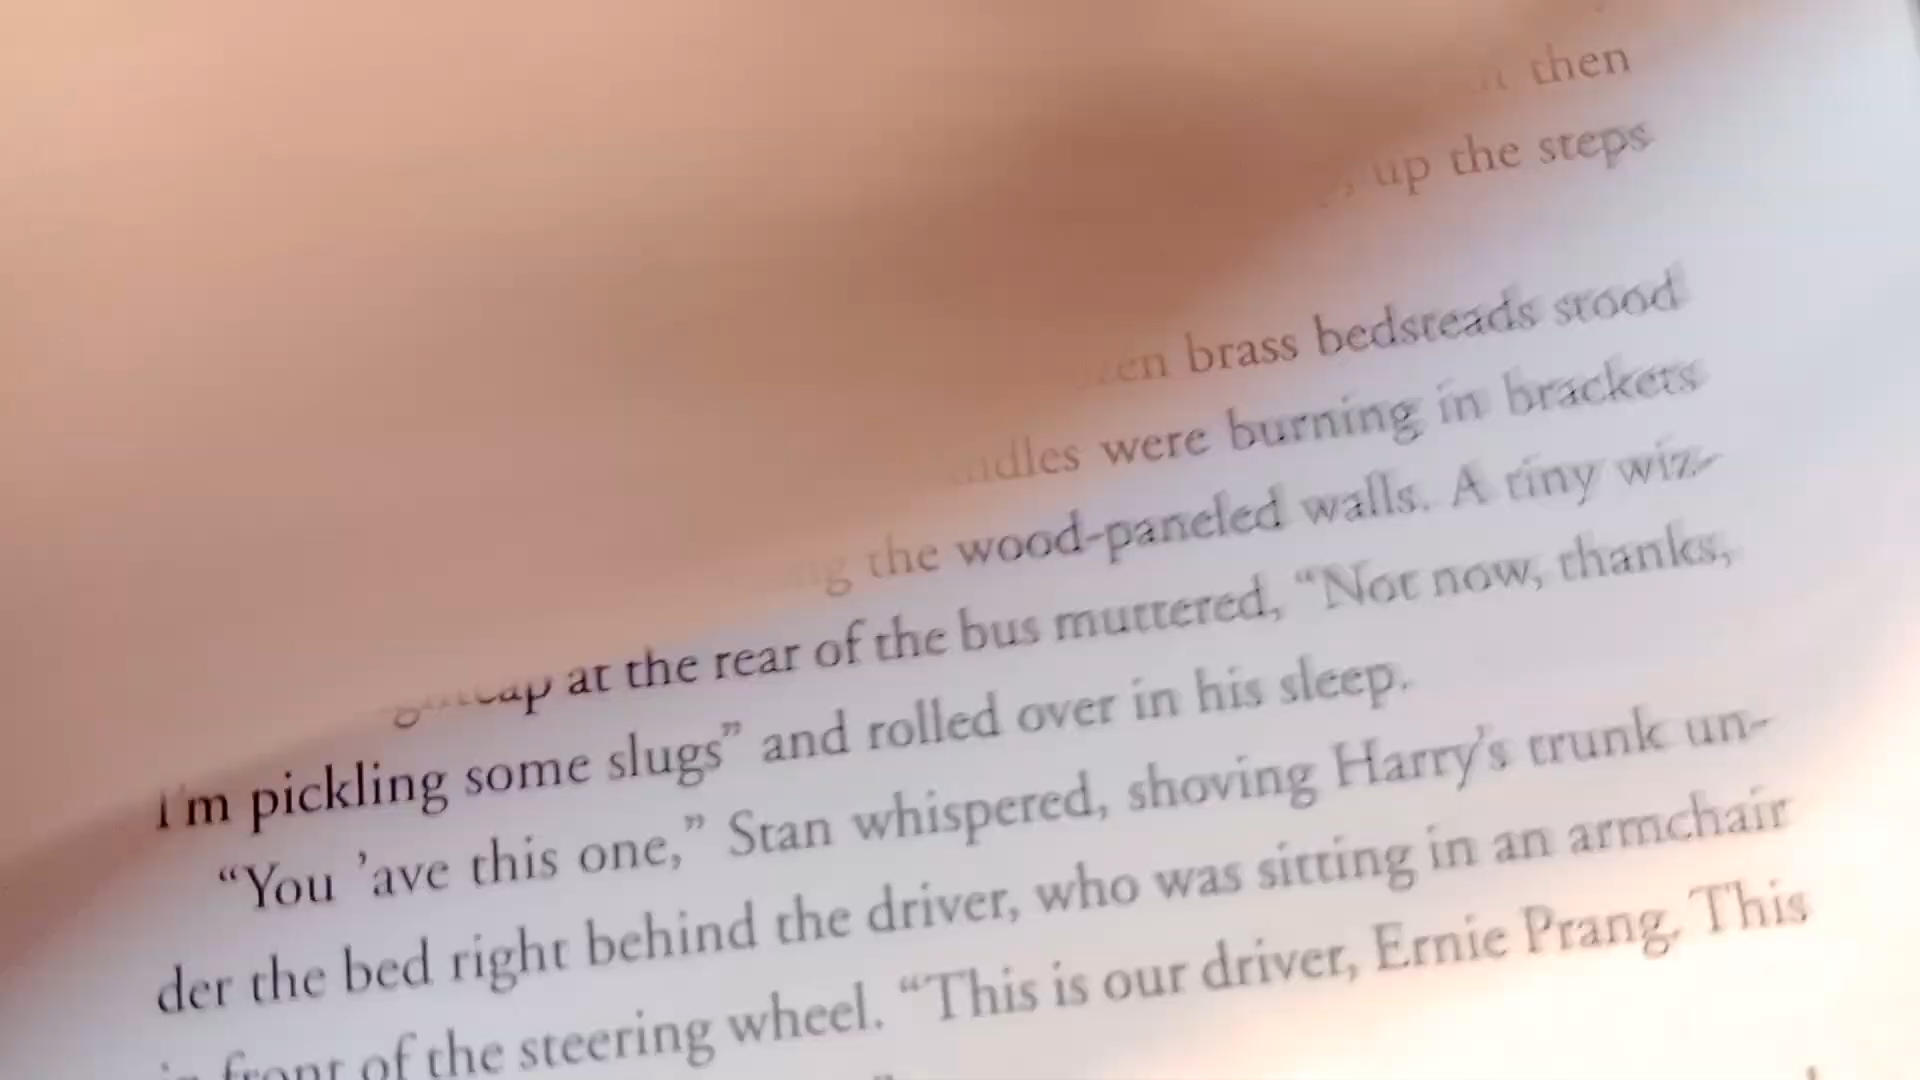 then
up the steps
brass bedsteads stood
were burning in brackets
the wood-paneled walls. A tiny wiz-
at the rear of the bus muttered, “Not now, thanks,
I'm pickling some slugs” and rolled over in his sleep.
“You ’ave this one,” Stan whispered, shoving Harry’s trunk un-
der the bed right behind the driver, who was sitting in an armchair
in front of the steering wheel. “This is our driver, Ernie Prang. This